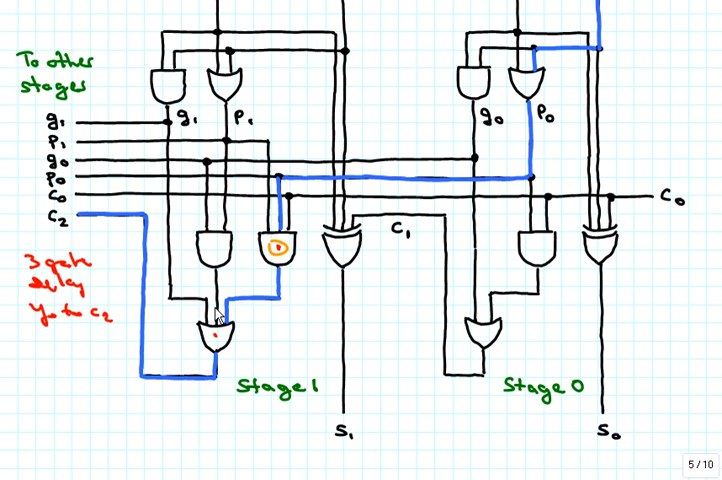 To other
stages
g₁
P₁
g₀
P₀
g₁
P₁
g₀
P₀
C₀
C₂
C₀
C₁
3 gate
delay
y₀ to C₂
Stage 1
Stage 0
S₁
S₀
5 / 10